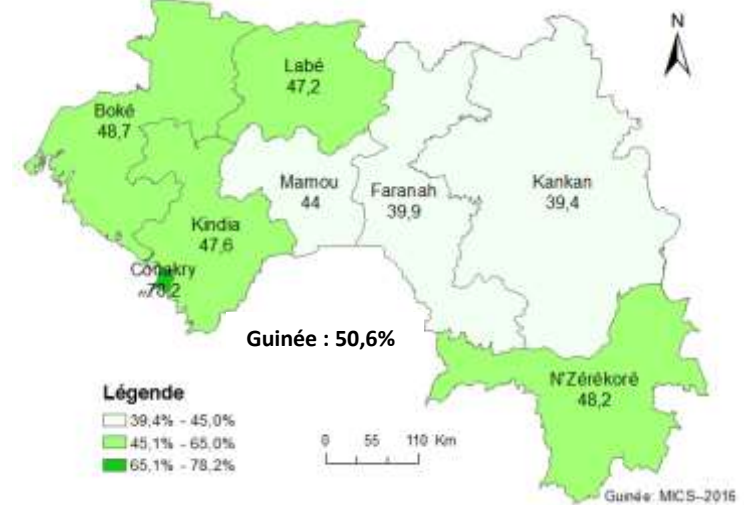 N
Labé
47,2
Boké
48,7
Mamou
44
Faranah
39,9
Kankan
39,4
Kindia
47,6
Conakry
78,2
Guinée : 50,6%
N'Zérékoré
48,2
Légende
39,4% - 45,0%
45,1% - 65,0%
65,1% - 78,2%
0 55 110 Km
Guinée: MICS-2016